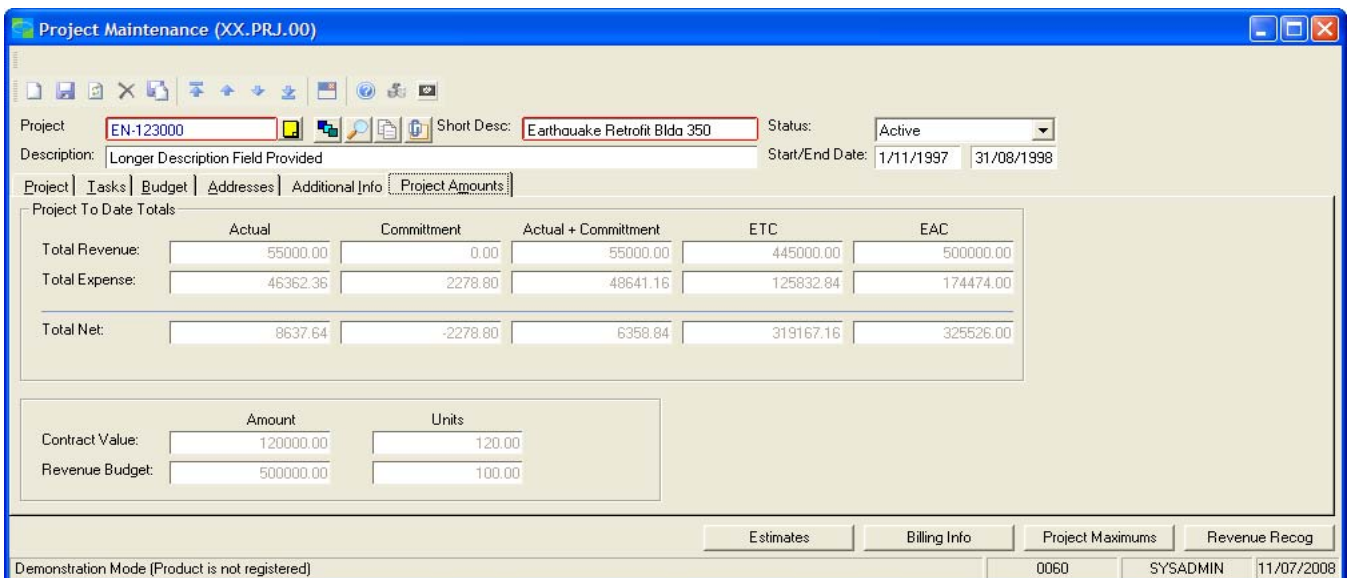 Project Maintenance (XX.PRJ.00)
Project EN-123000 Short Desc: Earthquake Retrofit Bldg 350 Status: Active
Description: Longer Description Field Provided Start/End Date: 1/11/1997 31/08/1998
Project Tasks Budget Addresses Additional Info Project Amounts
Project To Date Totals
Actual Committment Actual + Committment ETC EAC
Total Revenue: 55000.00 0.00 55000.00 445000.00 500000.00
Total Expense: 46362.36 2278.80 48641.16 125832.84 174474.00
Total Net: 8637.64 -2278.80 6358.84 319167.16 325526.00
Amount Units
Contract Value: 120000.00 120.00
Revenue Budget: 500000.00 100.00
Estimates Billing Info Project Maximums Revenue Recog
Demonstration Mode (Product is not registered) 0060 SYSADMIN 11/07/2008